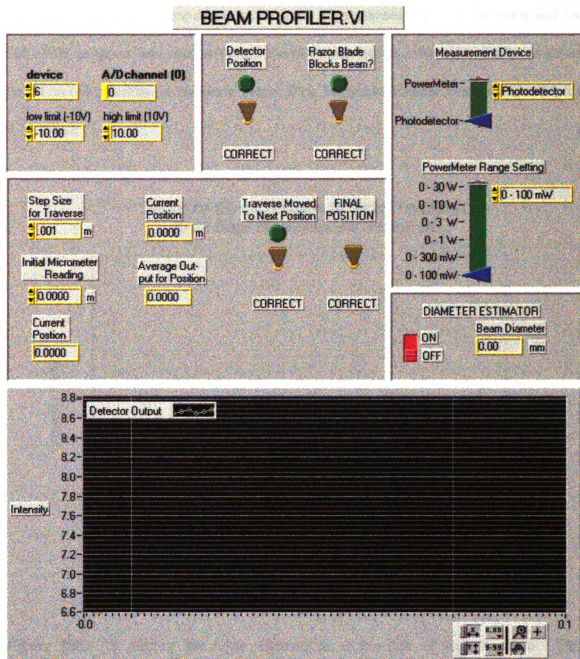 BEAM PROFILER.VI
device
A/D channel (0)
6
0
low limit (-10V)
high limit (10V)
-10.00
10.00
Detector
Position
Razor Blade
Blocks Beam?
CORRECT
CORRECT
Measurement Device
PowerMeter
Photodetector
Photodetector
PowerMeter Range Setting
0 - 30 W
0 - 10 W
0 - 3 W
0 - 1 W
0 - 300 mW
0 - 100 mW
0 - 100 mW
Step Size
for Traverse
.001
m
Current
Position
0.0000
m
Traverse Moved
To Next Position
FINAL
POSITION
Initial Micrometer
Reading
0.0000
m
Average Out-
put for Position
0.0000
CORRECT
CORRECT
Current
Postion
0.0000
DIAMETER ESTIMATOR
ON
OFF
Beam Diameter
0.00
mm
Detector Output
Intensity
8.8
8.6
8.4
8.2
8.0
7.8
7.6
7.4
7.2
7.0
6.8
6.6
-0.0
0.1
X
X.XX
Y
Y.YY